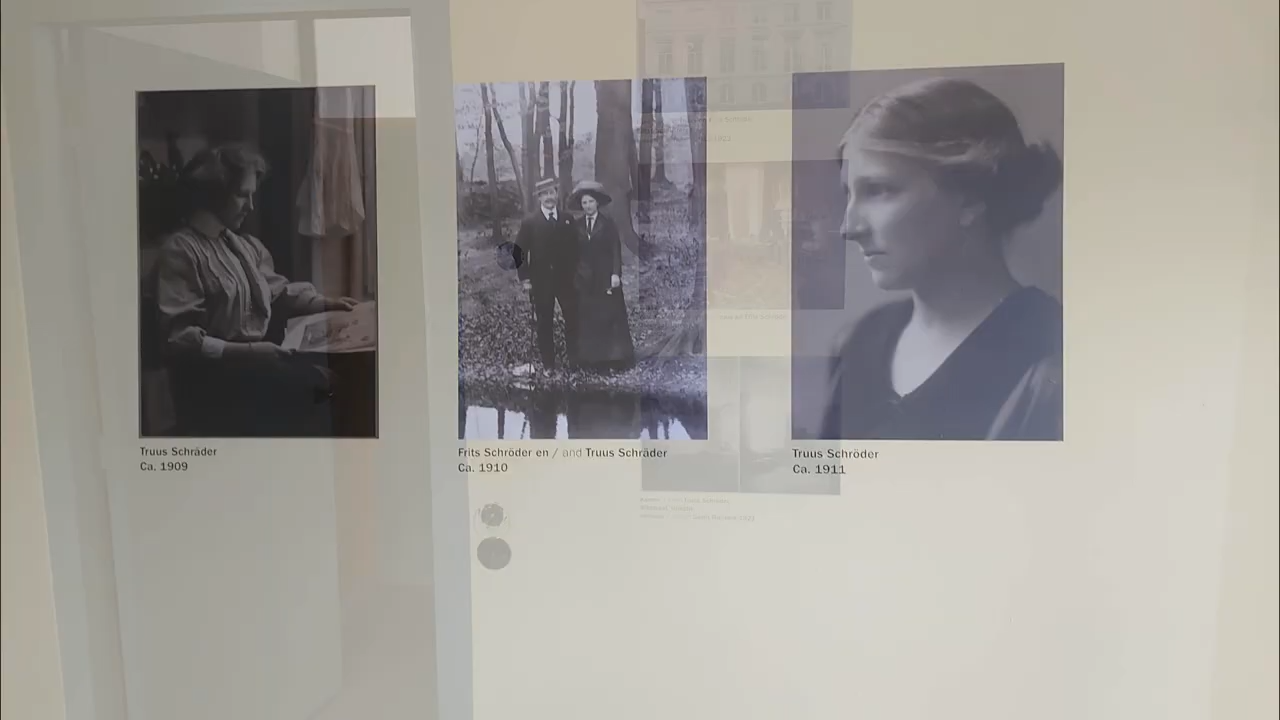 Truus Schräder
Ca. 1909
Frits Schröder en / and Truus Schräder
Ca. 1910
Truus Schröder
Ca. 1911